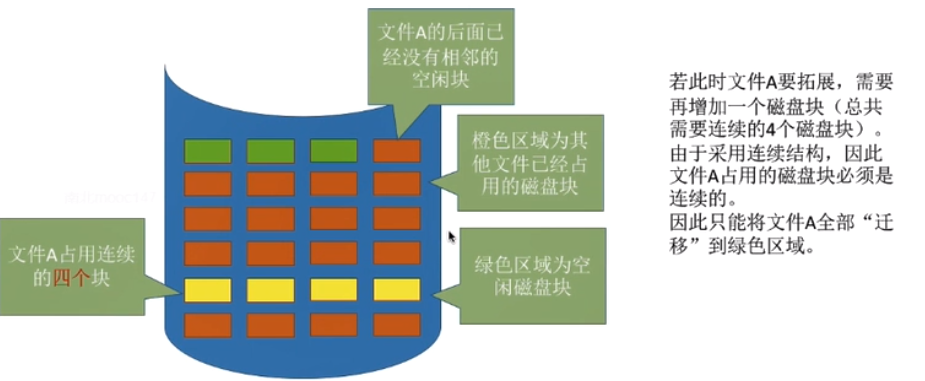 文件A的后面已
经没有相邻的
空闲块
橙色区域为其
他文件已经占
用的磁盘块
文件A占用连续
的四个块
绿色区域为空
闲磁盘块
若此时文件A要拓展，需要
再增加一个磁盘块（总共
需要连续的4个磁盘块）。
由于采用连续结构，因此
文件A占用的磁盘块必须是
连续的。
因此只能将文件A全部“迁
移”到绿色区域。